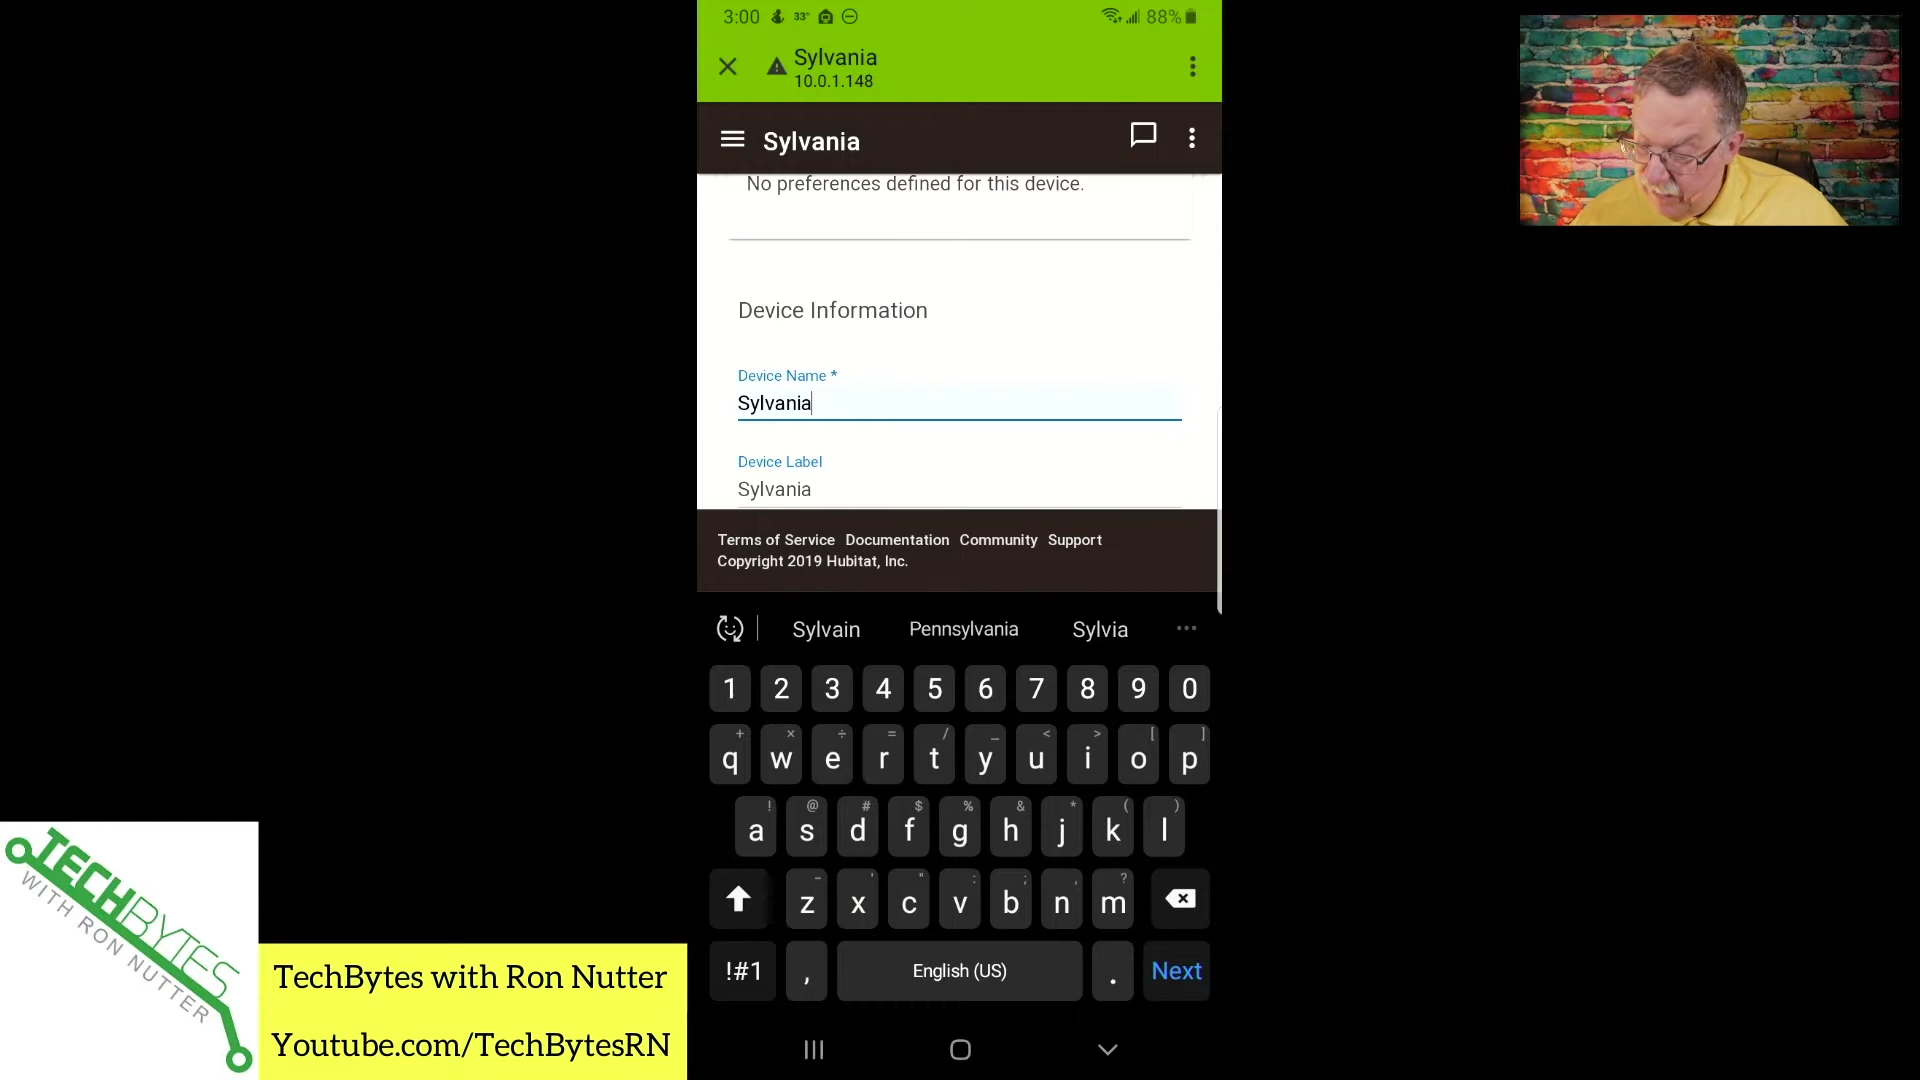 3:00 33° 88%
Sylvania
10.0.1.148
Sylvania
No preferences defined for this device.
Device Information
Device Name *
Sylvania
Device Label
Sylvania
Terms of Service Documentation Community Support
Copyright 2019 Hubitat, Inc.
Sylvain Pennsylvania Sylvia ...
1 2 3 4 5 6 7 8 9 0
+ × ÷ = / _ < > [ ]
q w e r t y u i o p
! @ # $ % & * ( )
a s d f g h j k l
- ' " : ; , ?
z x c v b n m
!#1 , English (US) . Next
TECHBYTES
WITH RON NUTTER
TechBytes with Ron Nutter
Youtube.com/TechBytesRN